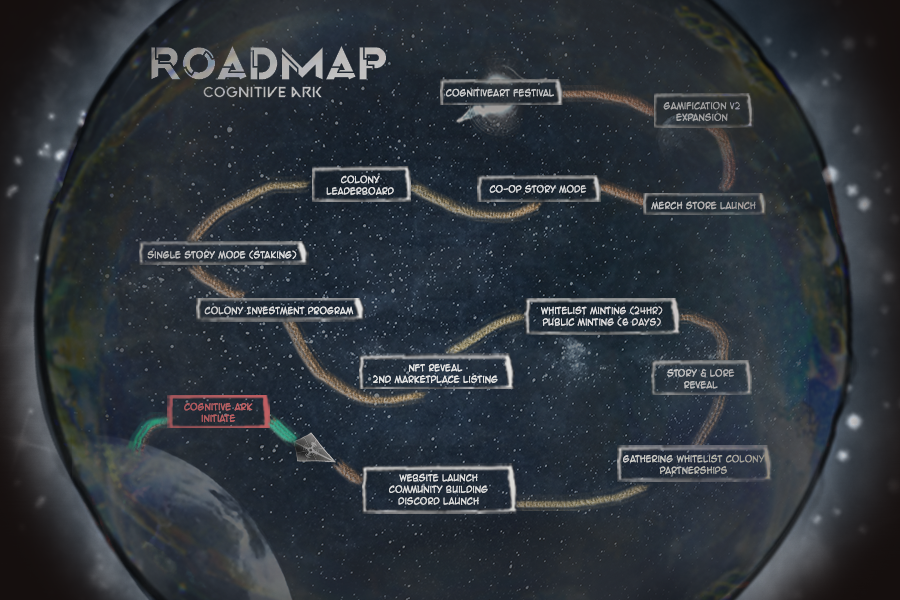 ROADMAP
COGNITIVE ARK
COGNITIVEART FESTIVAL
GAMIFICATION V2
EXPANSION
COLONY
LEADERBOARD
CO-OP STORY MODE
MERCH STORE LAUNCH
SINGLE STORY MODE (STAKING)
COLONY INVESTMENT PROGRAM
WHITELIST MINTING (24HR)
PUBLIC MINTING (6 DAYS)
NFT REVEAL
2ND MARKETPLACE LISTING
STORY & LORE
REVEAL
COGNITIVE ARK
INITIATE
GATHERING WHITELIST COLONY
PARTNERSHIPS
WEBSITE LAUNCH
COMMUNITY BUILDING
DISCORD LAUNCH